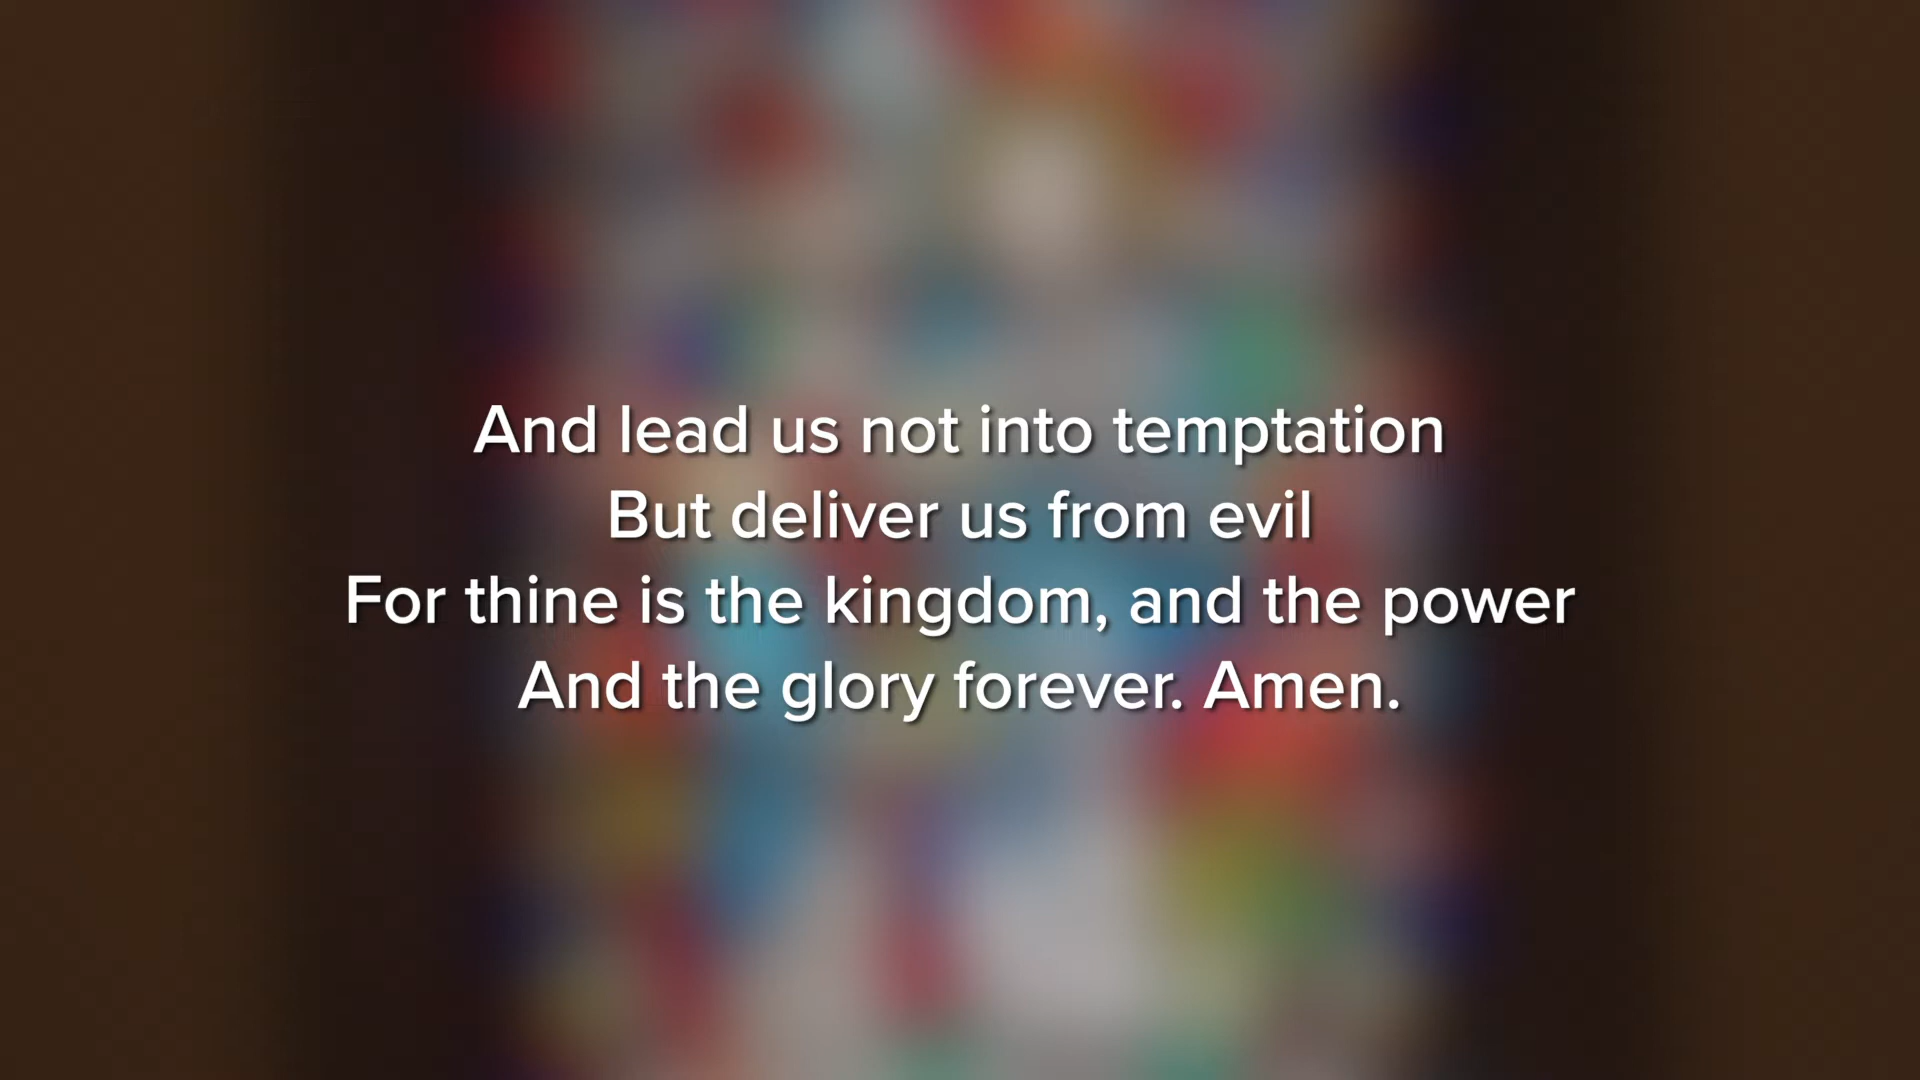 And lead us not into temptation
But deliver us from evil
For thine is the kingdom, and the power
And the glory forever. Amen.